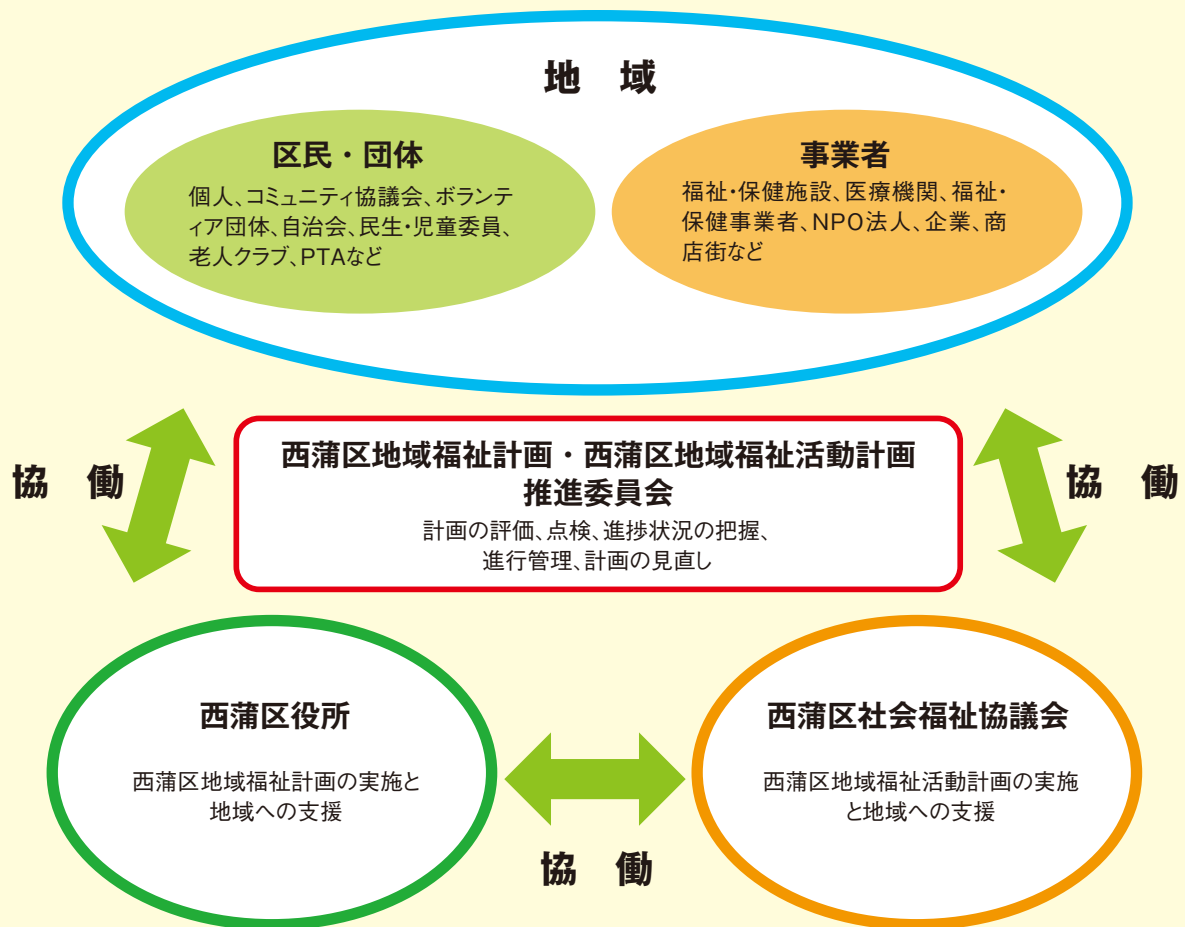 地　域
区民・団体
個人、コミュニティ協議会、ボランテ
ィア団体、自治会、民生・児童委員、
老人クラブ、PTAなど
事業者
福祉・保健施設、医療機関、福祉・
保健事業者、NPO法人、企業、商
店街など
協　働
西蒲区地域福祉計画・西蒲区地域福祉活動計画
推進委員会
計画の評価、点検、進捗状況の把握、
進行管理、計画の見直し
協　働
西蒲区役所
西蒲区地域福祉計画の実施と
地域への支援
西蒲区社会福祉協議会
西蒲区地域福祉活動計画の実施
と地域への支援
協　働